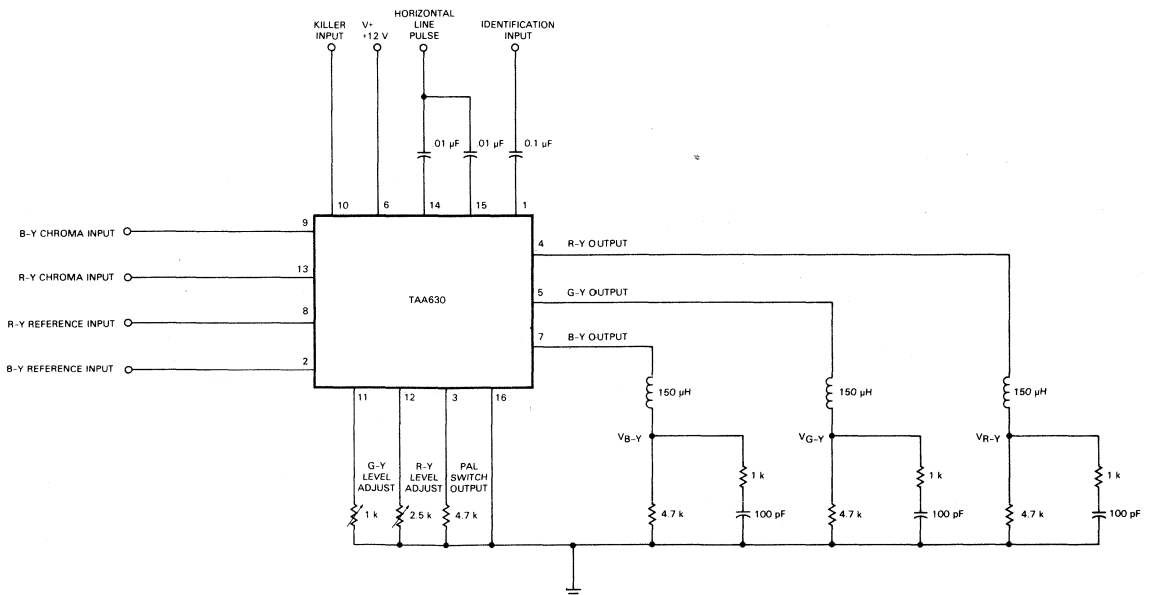 KILLER
INPUT
V+
+12 V
HORIZONTAL
LINE
PULSE
IDENTIFICATION
INPUT
.01 µF
.01 µF
0.1 µF
10
6
14
15
1
B-Y CHROMA INPUT
9
R-Y CHROMA INPUT
13
R-Y REFERENCE INPUT
8
B-Y REFERENCE INPUT
2
TAA630
4
R-Y OUTPUT
5
G-Y OUTPUT
7
B-Y OUTPUT
11
12
3
16
150 µH
150 µH
150 µH
VB-Y
VG-Y
VR-Y
G-Y
LEVEL
ADJUST
R-Y
LEVEL
ADJUST
PAL
SWITCH
OUTPUT
1 k
1 k
1 k
1 k
2.5 k
4.7 k
4.7 k
100 pF
4.7 k
100 pF
4.7 k
100 pF